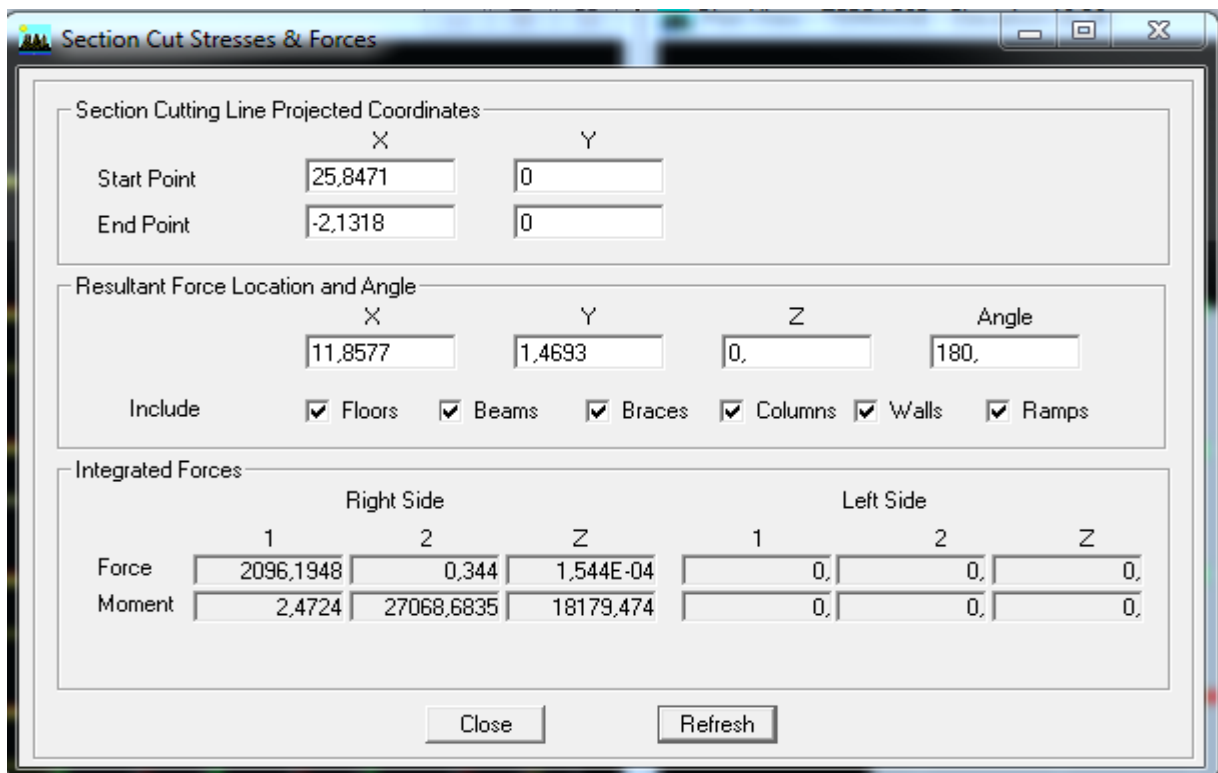 Section Cut Stresses & Forces
Section Cutting Line Projected Coordinates
X Y
Start Point 25,8471 0
End Point -2,1318 0
Resultant Force Location and Angle
X Y Z Angle
11,8577 1,4693 0, 180,
Include Floors Beams Braces Columns Walls Ramps
Integrated Forces
Right Side Left Side
1 2 Z 1 2 Z
Force 2096,1948 0,344 1,544E-04 0, 0, 0,
Moment 2,4724 27068,6835 18179,474 0, 0, 0,
Close Refresh